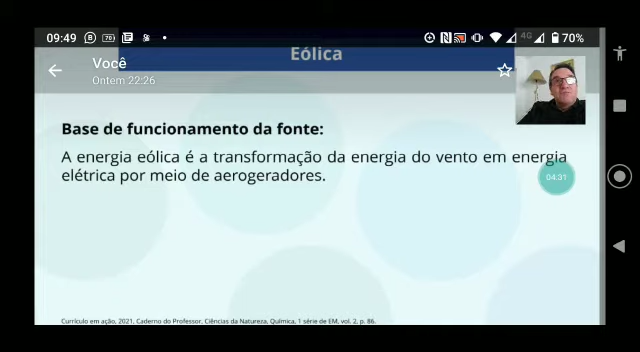 09:49
70
4G
70%
Eólica
Você
Ontem 22:26
Base de funcionamento da fonte:
A energia eólica é a transformação da energia do vento em energia
elétrica por meio de aerogeradores.
04:31
Currículo em ação, 2021, Caderno do Professor, Ciências da Natureza, Química, 1 série de EM, vol. 2, p. 86.